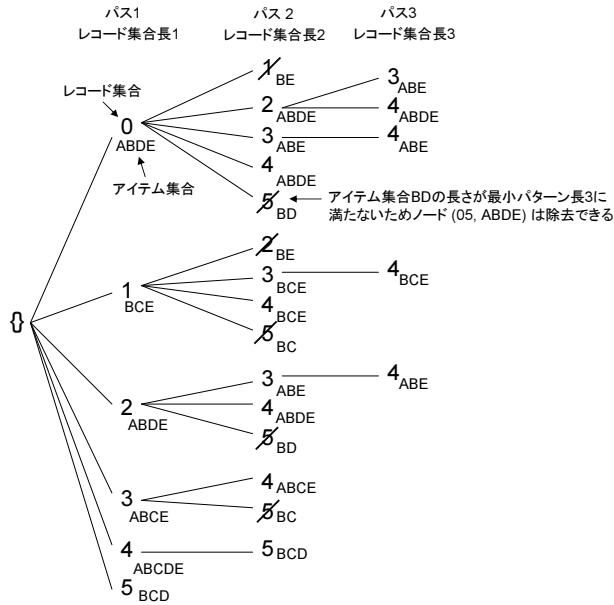 パス1
レコード集合長1
パス 2
レコード集合長2
パス3
レコード集合長3
レコード集合
0 ABDE
アイテム集合
1 BE
2 ABDE
3 ABE
4 ABDE
5 BD
3 ABE
4 ABDE
4 ABE
アイテム集合BDの長さが最小パターン長3に
満たないためノード (05, ABDE) は除去できる
{}
1 BCE
2 BE
3 BCE
4 BCE
5 BC
4 BCE
2 ABDE
3 ABE
4 ABDE
5 BD
4 ABE
3 ABCE
4 ABCE
5 BC
4 ABCDE
5 BCD
5 BCD